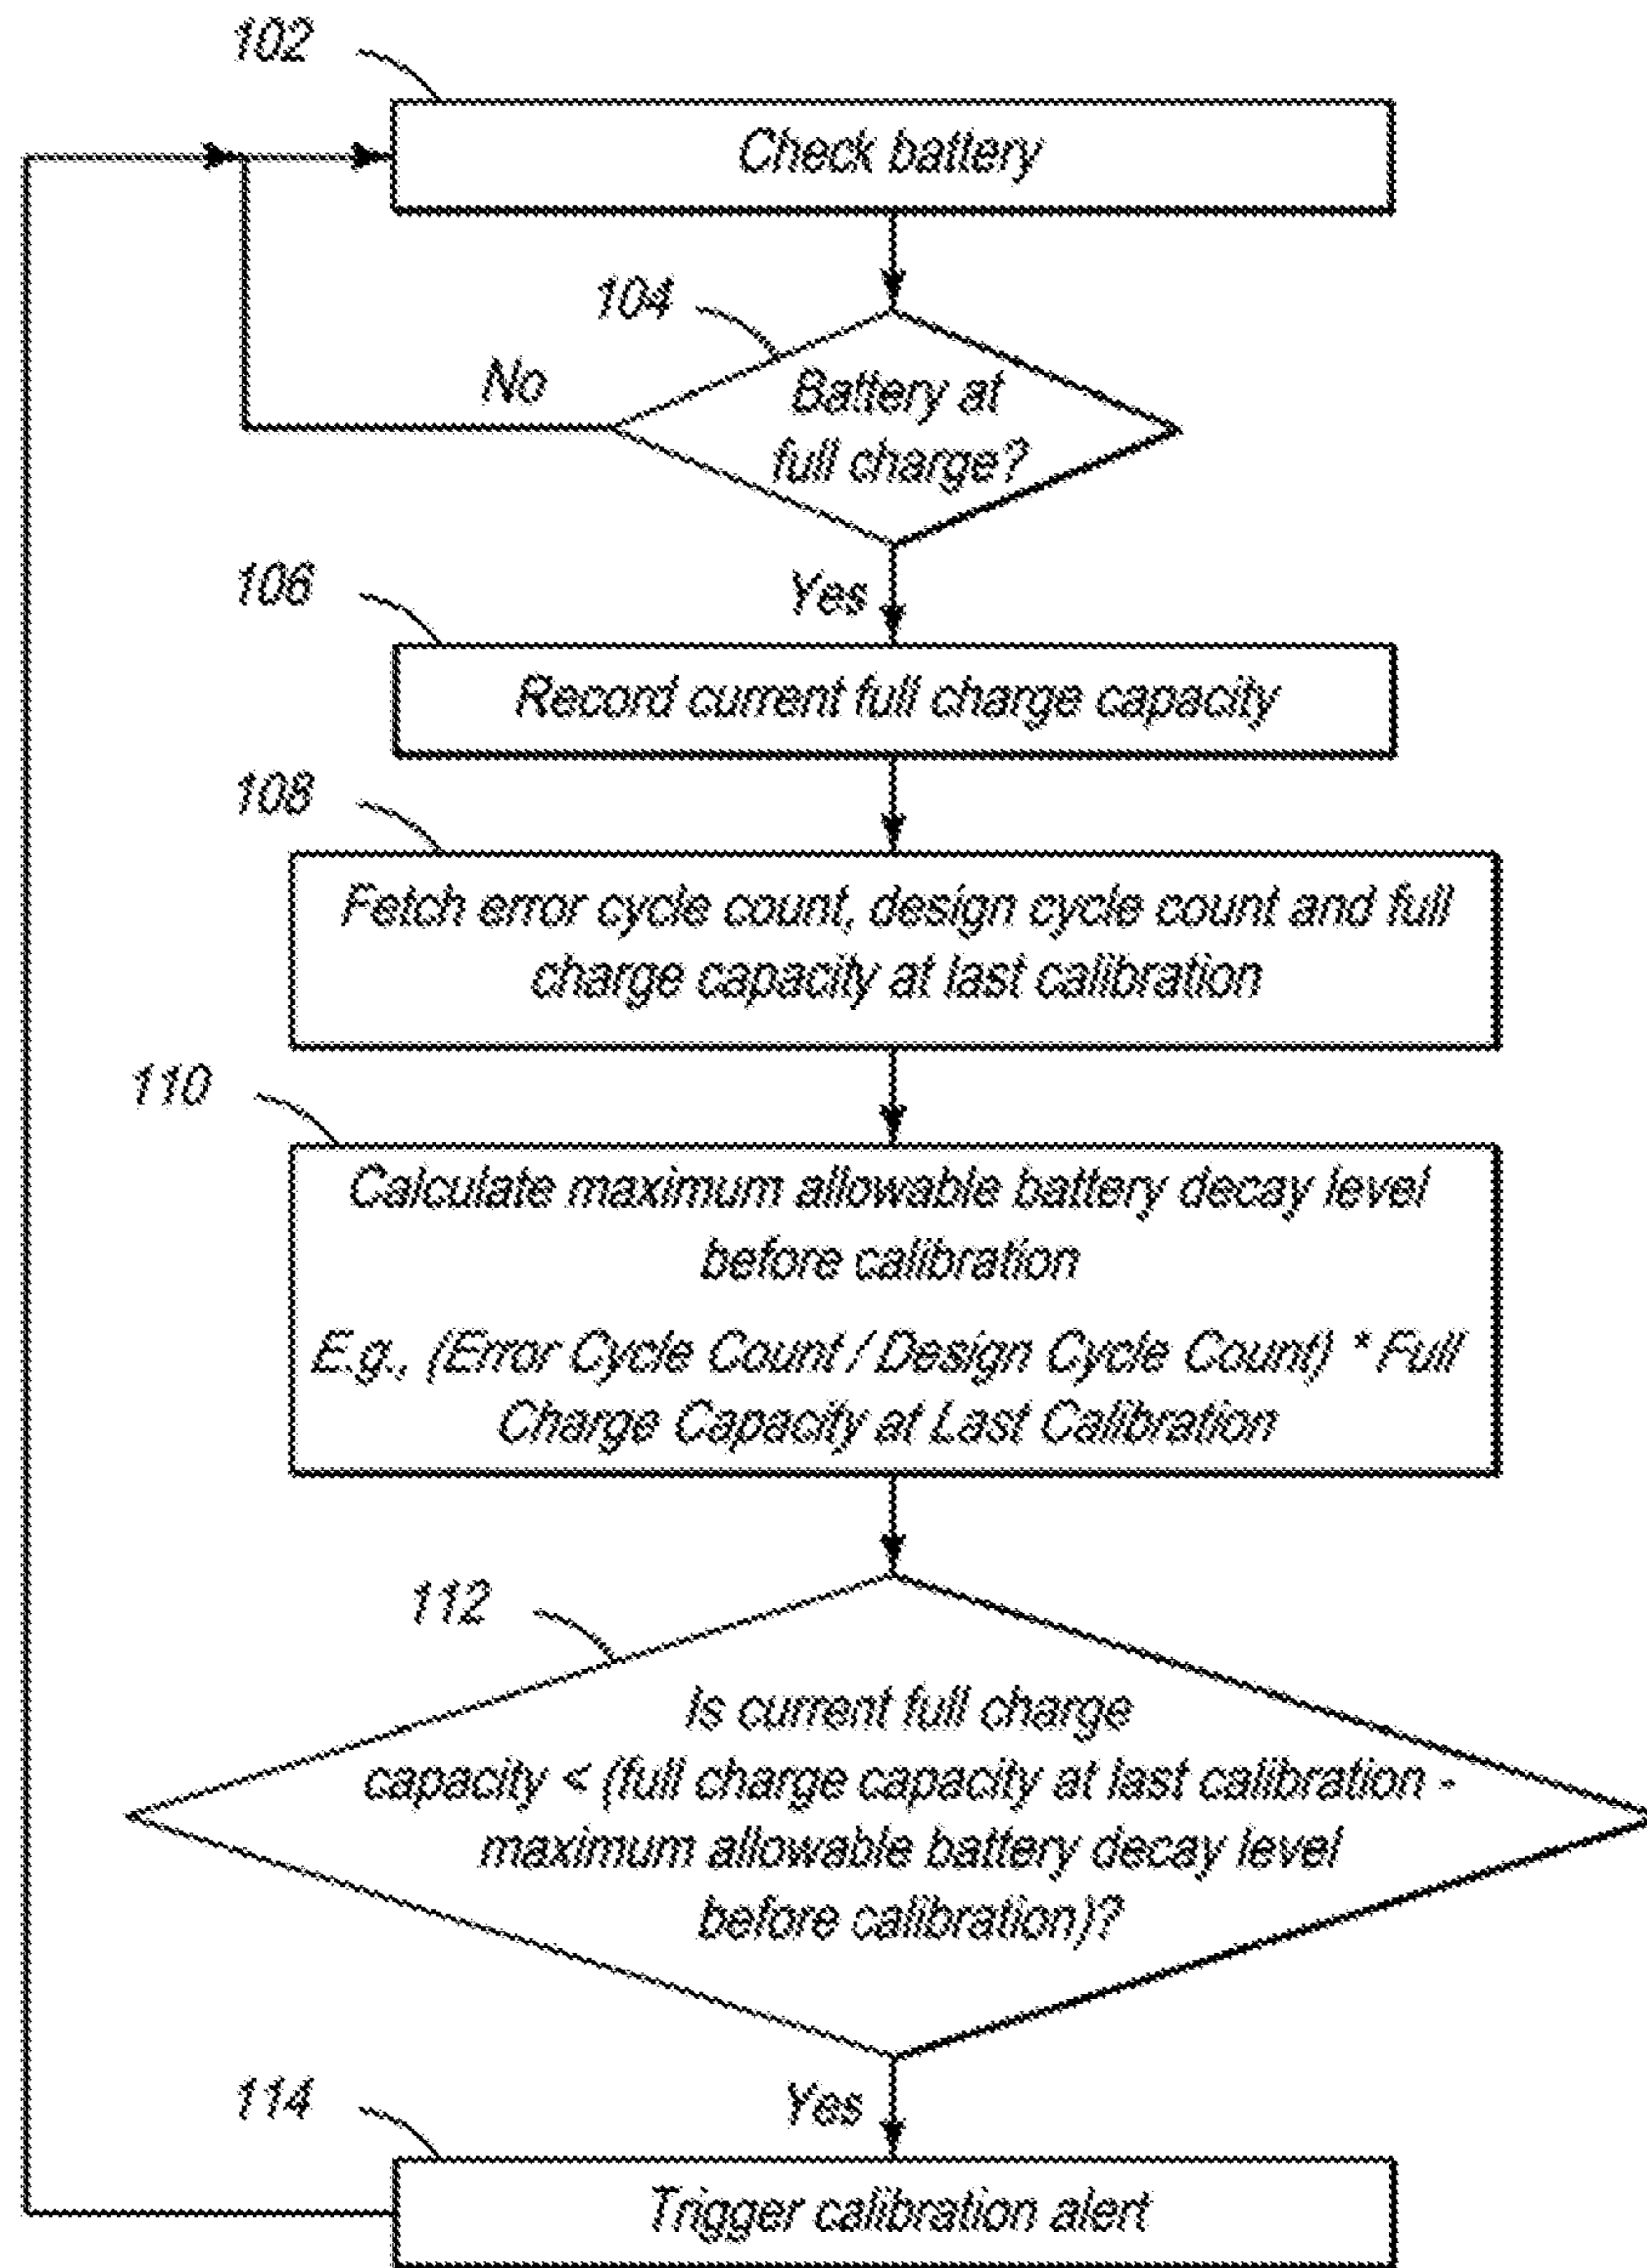 102
Check battery
104
No
Battery at
full charge?
Yes
106
Record current full charge capacity
108
Fetch error cycle count, design cycle count and full
charge capacity at last calibration
110
Calculate maximum allowable battery decay level
before calibration
E.g., (Error Cycle Count / Design Cycle Count) * Full
Charge Capacity at Last Calibration
112
Is current full charge
capacity < (full charge capacity at last calibration -
maximum allowable battery decay level
before calibration)?
Yes
114
Trigger calibration alert